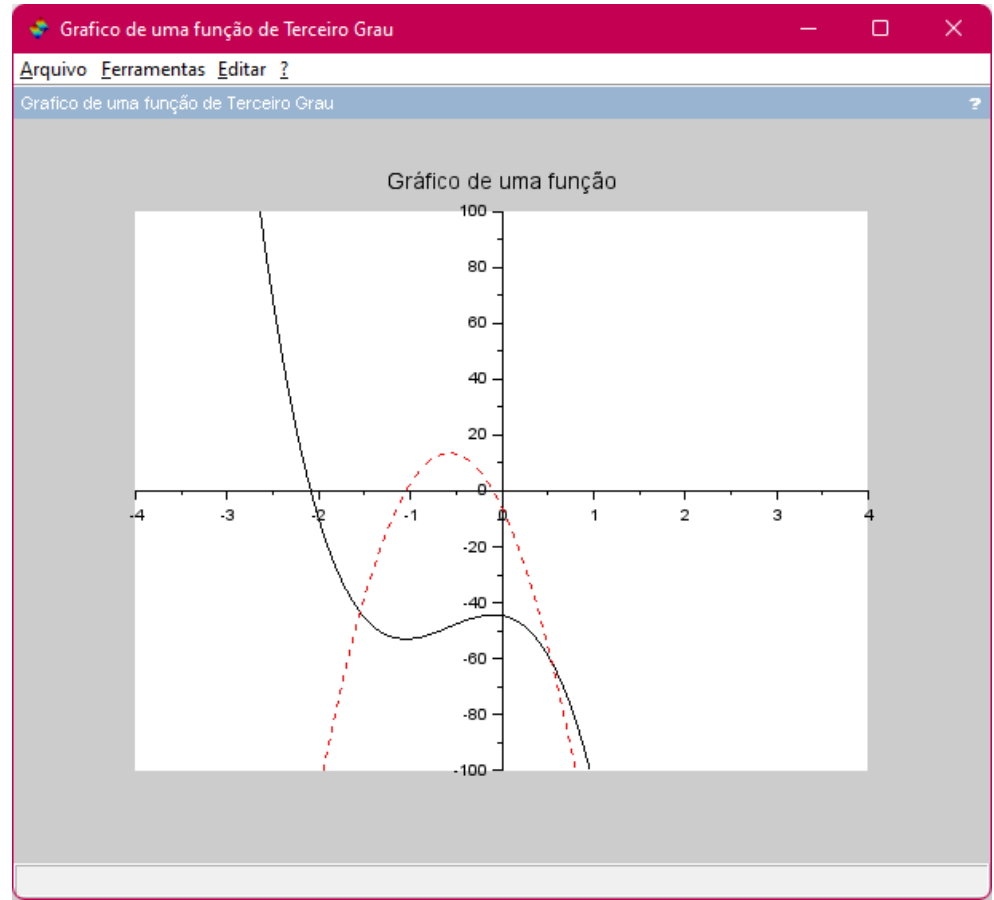 Grafico de uma função de Terceiro Grau
Arquivo Ferramentas Editar ?
Grafico de uma função de Terceiro Grau ?
Gráfico de uma função
100
80
60
40
20
0
-4 -3 -2 -1 0 1 2 3 4
-20
-40
-60
-80
-100